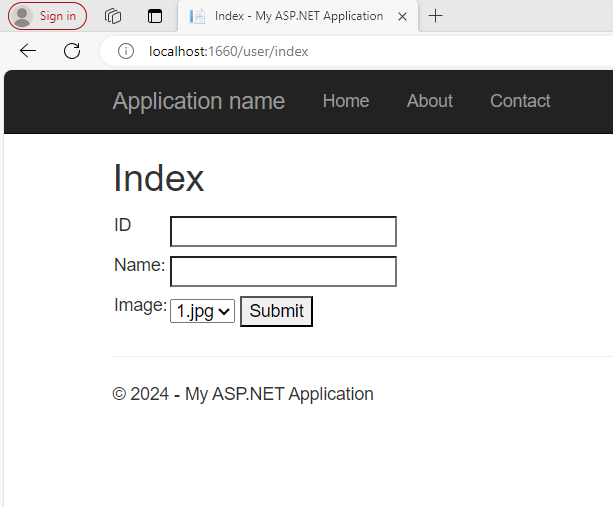 Sign in
Index - My ASP.NET Application
localhost:1660/user/index
Application name Home About Contact
Index
ID
Name:
Image: 1.jpg Submit
© 2024 - My ASP.NET Application